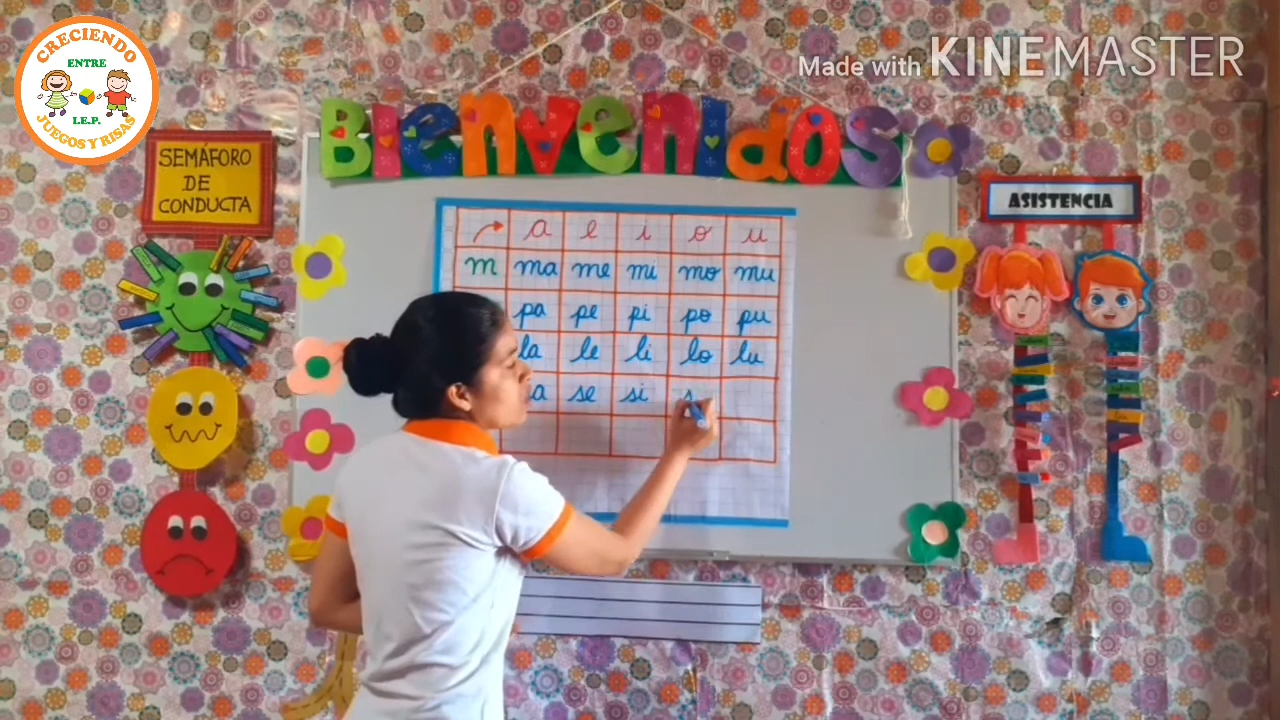 CRECIENDO
ENTRE
I.E.P.
JUEGOS Y RISAS
Made with KINEMASTER
BIENVENIDOS
SEMÁFORO
DE
CONDUCTA
ASISTENCIA
a e i o u
m ma me mi mo mu
pa pe pi po pu
la le li lo lu
a se si s